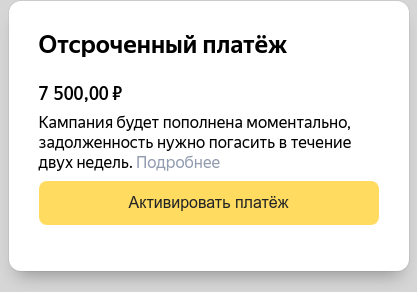 Отсроченный платёж
7 500,00 ₽
Кампания будет пополнена моментально,
задолженность нужно погасить в течение
двух недель. Подробнее
Активировать платёж